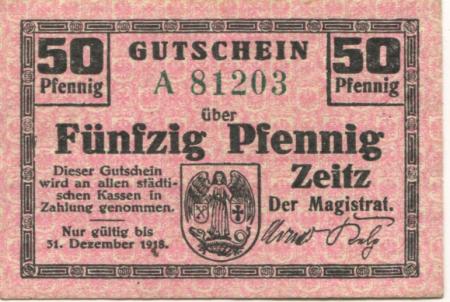 50 GUTSCHEIN 50
Pfennig A 81203 Pfennig
über
Fünfzig Pfennig
Dieser Gutschein
wird an allen städti-
schen Kassen in
Zahlung genommen.
Nur gültig bis
31. Dezember 1918.
Zeitz
Der Magistrat.